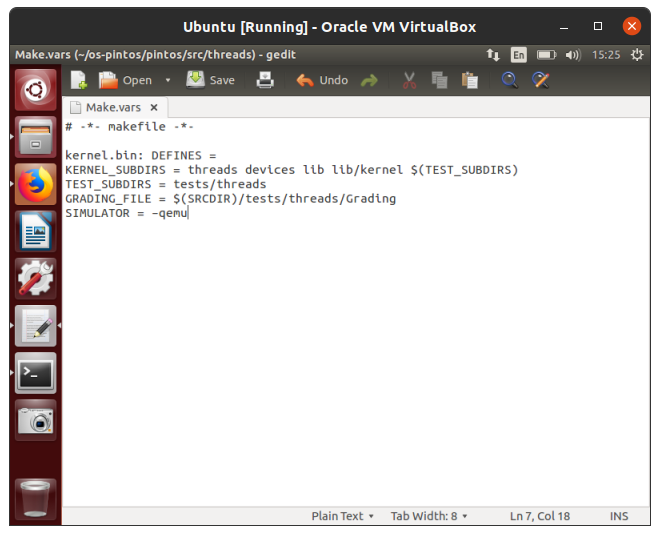 Ubuntu [Running] - Oracle VM VirtualBox
Make.vars (~/os-pintos/pintos/src/threads) - gedit
En
15:25
Open
Save
Undo
Make.vars
# -*- makefile -*-
kernel.bin: DEFINES =
KERNEL_SUBDIRS = threads devices lib lib/kernel $(TEST_SUBDIRS)
TEST_SUBDIRS = tests/threads
GRADING_FILE = $(SRCDIR)/tests/threads/Grading
SIMULATOR = -qemu
Plain Text
Tab Width: 8
Ln 7, Col 18
INS